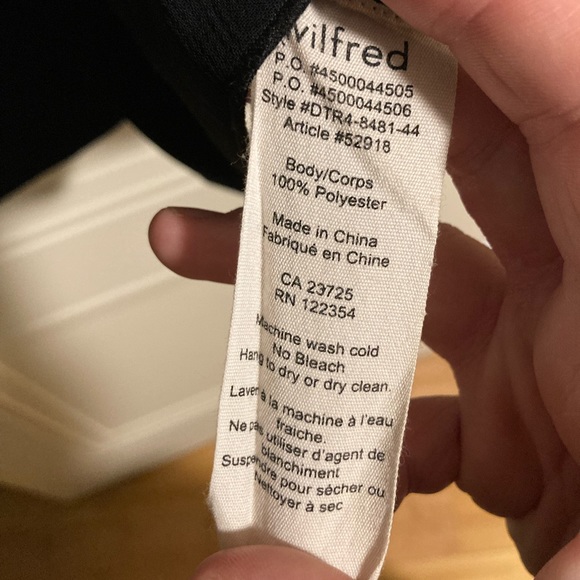 wilfred
P.O. #4500044505
P.O. #4500044506
Style #DTR4-8481-44
Article #52918
Body/Corps
100% Polyester
Made in China
Fabriqué en Chine
CA 23725
RN 122354
Machine wash cold
No Bleach
Hang to dry or dry clean.
Laver à la machine à l'eau
fraiche.
Ne pas utiliser d'agent de
blanchiment
Suspendre pour sécher ou
Nettoyer à sec